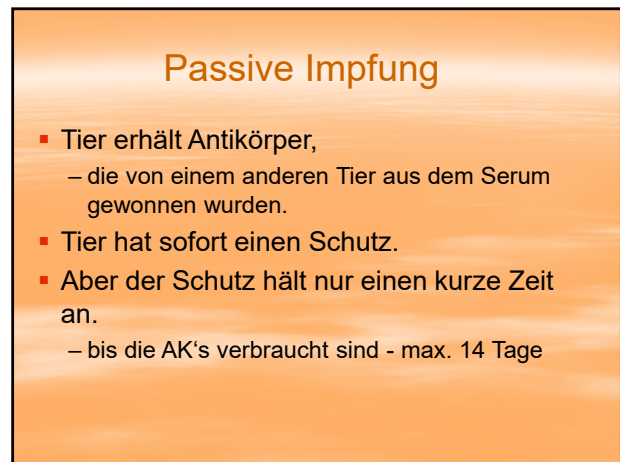 Passive Impfung
▪ Tier erhält Antikörper,
– die von einem anderen Tier aus dem Serum
gewonnen wurden.
▪ Tier hat sofort einen Schutz.
▪ Aber der Schutz hält nur einen kurze Zeit
an.
– bis die AK‘s verbraucht sind - max. 14 Tage